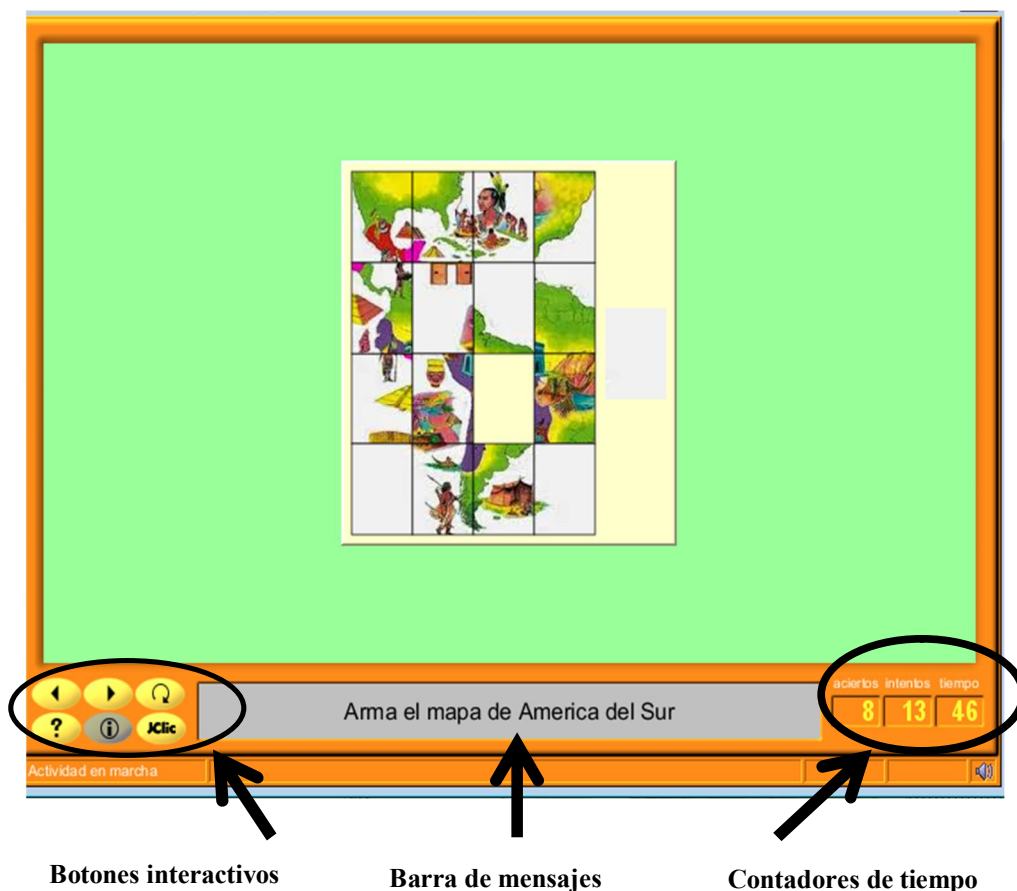 aciertos intentos tiempo
8 13 46
? i JClic
Arma el mapa de America del Sur
Actividad en marcha
Botones interactivos
Barra de mensajes
Contadores de tiempo